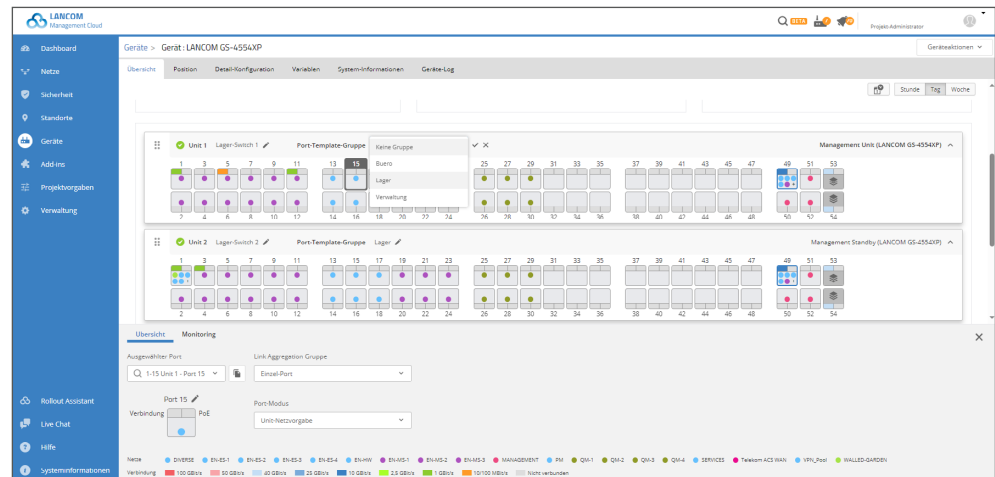 LANCOM
Management Cloud
BETA
Projekt-Administrator
Dashboard
Netze
Sicherheit
Standorte
Geräte
Add-ins
Projektvorgaben
Verwaltung
Rollout Assistant
Live Chat
Hilfe
Systeminformationen
Geräte > Gerät : LANCOM GS-4554XP
Geräteaktionen
Übersicht Position Detail-Konfiguration Variablen System-Informationen Geräte-Log
Stunde Tag Woche
Unit 1 Lager-Switch 1 Port-Template-Gruppe Management Unit (LANCOM GS-4554XP)
Keine Gruppe
Buero
Lager
Verwaltung
1 3 5 7 9 11 13 15 25 27 29 31 33 35 37 39 41 43 45 47 49 51 53
2 4 6 8 10 12 14 16 18 20 22 24 26 28 30 32 34 36 38 40 42 44 46 48 50 52 54
Unit 2 Lager-Switch 2 Port-Template-Gruppe Lager Management Standby (LANCOM GS-4554XP)
1 3 5 7 9 11 13 15 17 19 21 23 25 27 29 31 33 35 37 39 41 43 45 47 49 51 53
2 4 6 8 10 12 14 16 18 20 22 24 26 28 30 32 34 36 38 40 42 44 46 48 50 52 54
Übersicht Monitoring
Ausgewählter Port Link Aggregation Gruppe
1-15 Unit 1 - Port 15 Einzel-Port
Port 15
Verbindung PoE
Port-Modus
Unit-Netzvorgabe
Netze DIVERSE EN-ES-1 EN-ES-2 EN-ES-3 EN-ES-4 EN-HW EN-MS-1 EN-MS-2 EN-MS-3 MANAGEMENT PM QM-1 QM-2 QM-3 QM-4 SERVICES Telekom ACS WAN VPN_Pool WALLED-GARDEN
Verbindung 100 GBit/s 50 GBit/s 40 GBit/s 25 GBit/s 10 GBit/s 2,5 GBit/s 1 GBit/s 10/100 MBit/s Nicht verbunden